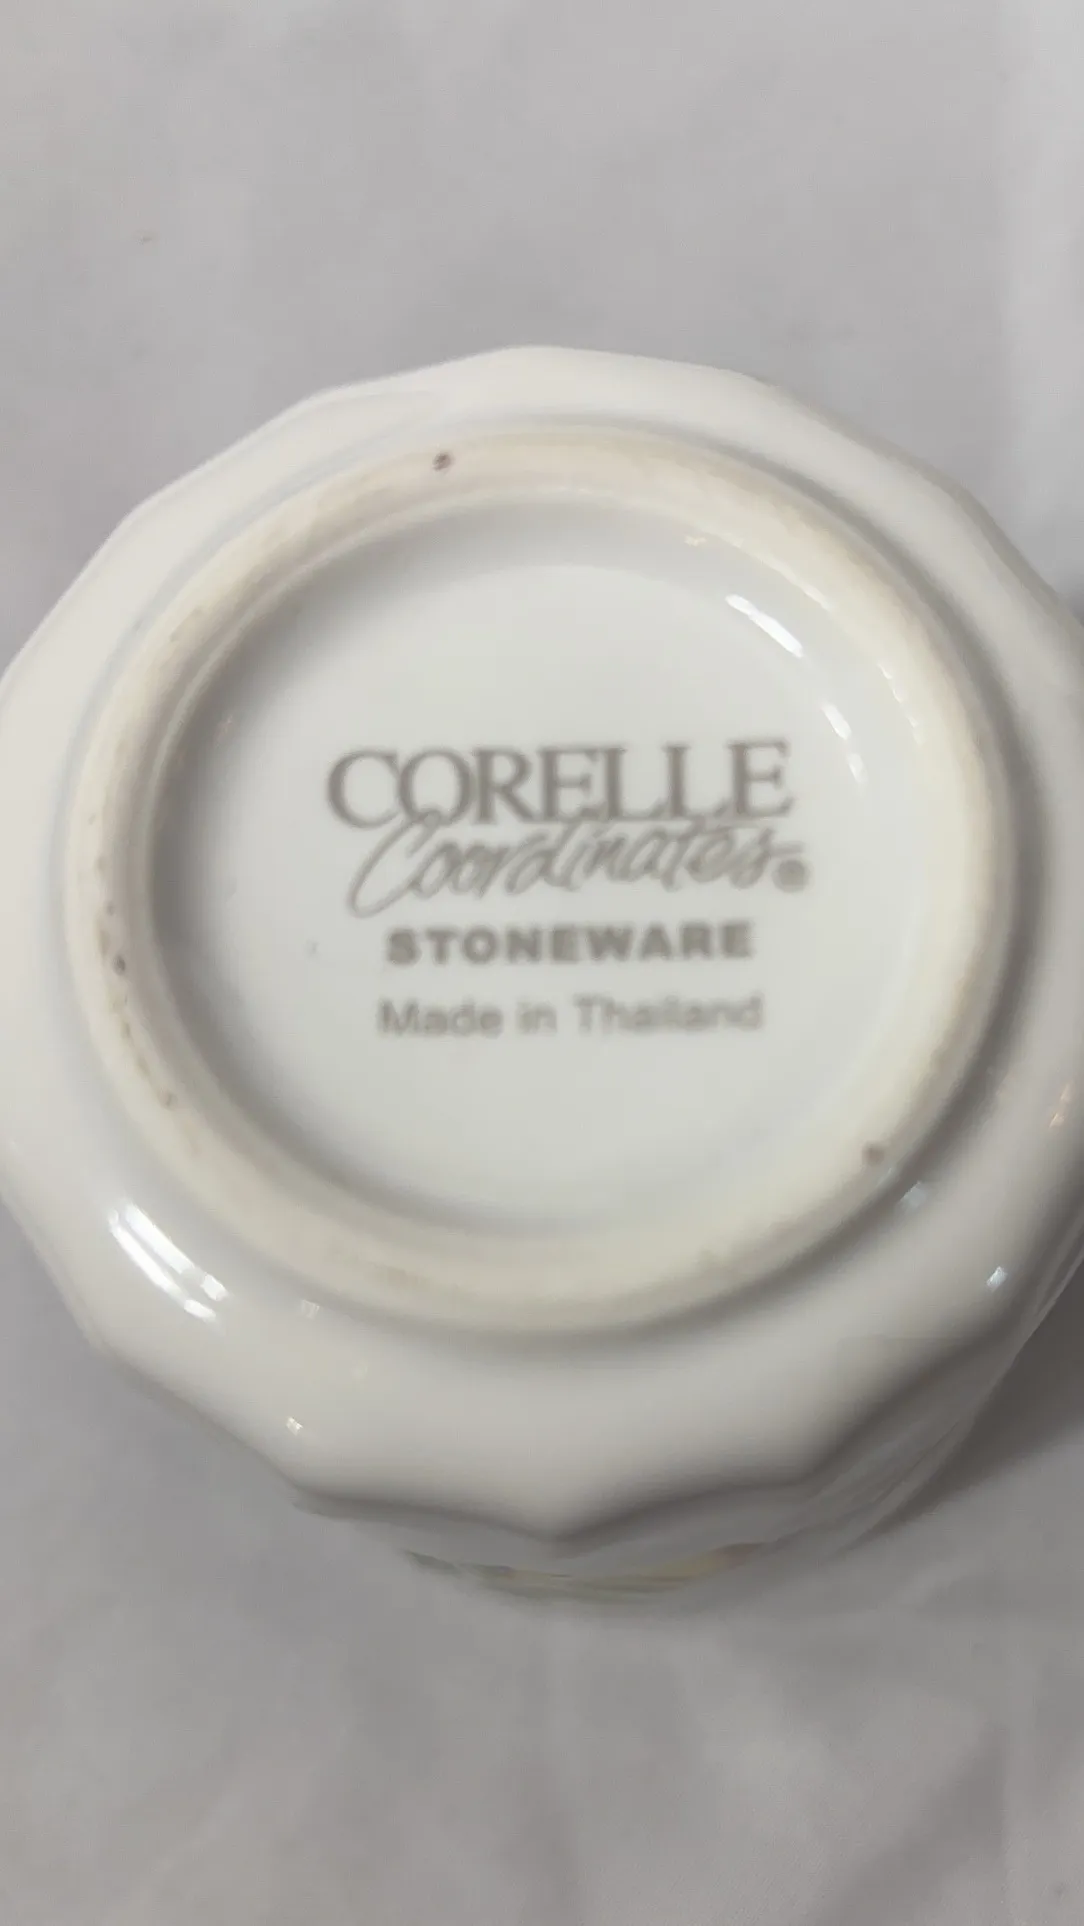 CORELLE
Coordinates®
STONEWARE
Made in Thailand